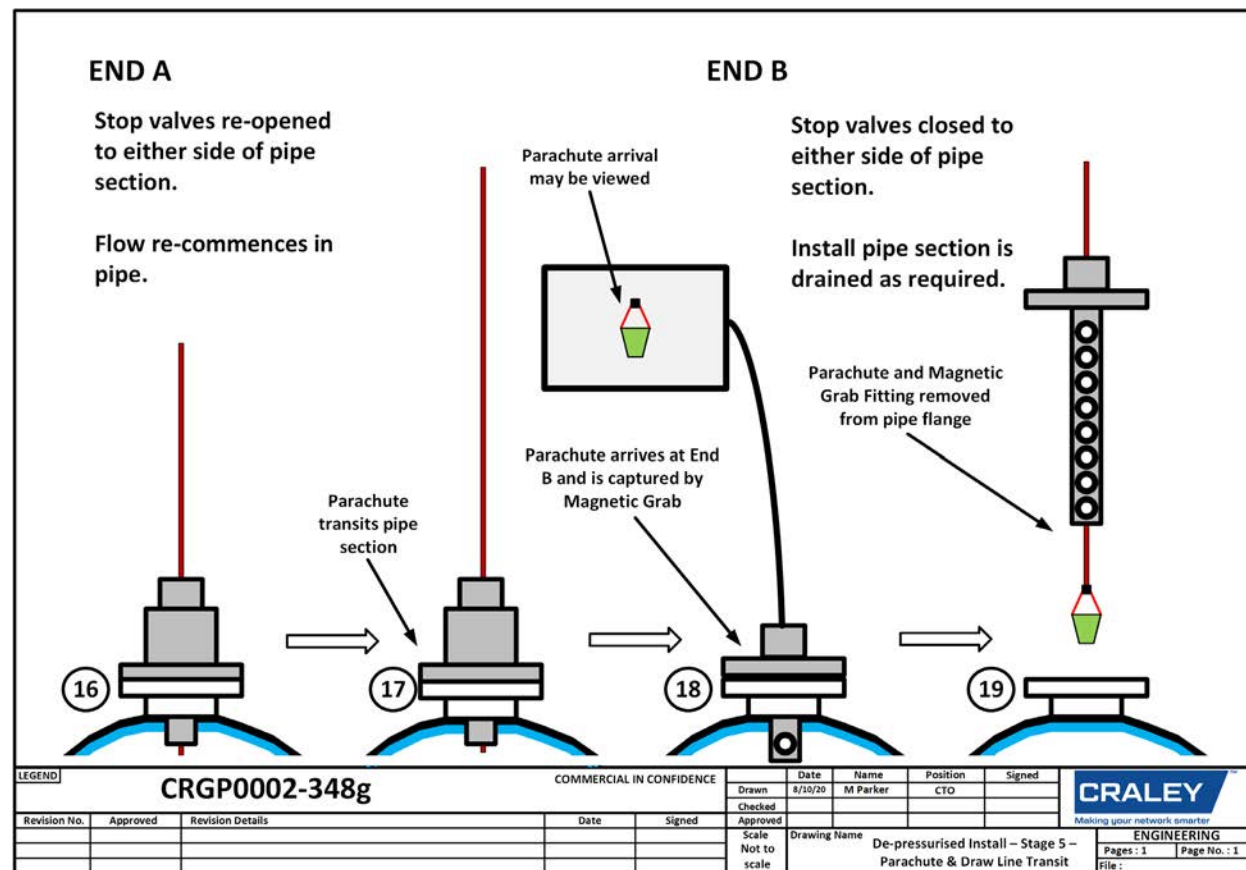 END A
Stop valves re-opened
to either side of pipe
section.
Flow re-commences in
pipe.
END B
Stop valves closed to
either side of pipe
section.
Install pipe section is
drained as required.
Parachute arrival
may be viewed
Parachute and Magnetic
Grab Fitting removed
from pipe flange
Parachute arrives at End
B and is captured by
Magnetic Grab
Parachute
transits pipe
section
16
17
18
19
LEGEND
CRGP0002-348g
COMMERCIAL IN CONFIDENCE
Revision No. Approved Revision Details Date Signed
Date Name Position Signed
Drawn 8/10/20 M Parker CTO
Checked
Approved
Scale
Not to
scale
Drawing Name
De-pressurised Install – Stage 5 –
Parachute & Draw Line Transit
CRALEY™
Making your network smarter
ENGINEERING
Pages : 1 Page No. : 1
File :